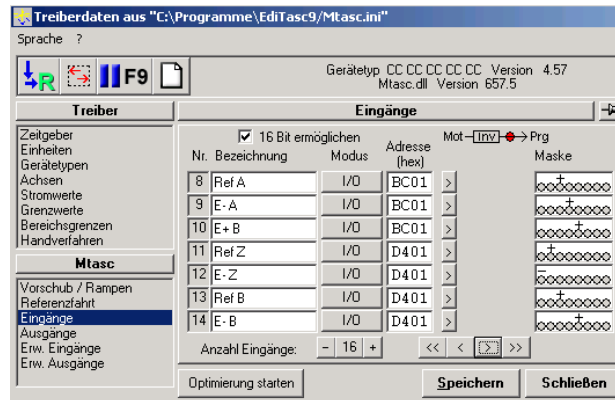 Treiberdaten aus "C:\Programme\EdiTasc9/Mtasc.ini"
Sprache ?
R F9 Gerätetyp CC CC CC CC CC Version 4.57
Mtasc.dll Version 657.5
Treiber
Zeitgeber
Einheiten
Gerätetypen
Achsen
Stromwerte
Grenzwerte
Bereichsgrenzen
Handverfahren
Mtasc
Vorschub / Rampen
Referenzfahrt
Eingänge
Ausgänge
Erw. Eingänge
Erw. Ausgänge
Eingänge
16 Bit ermöglichen Mot Inv Prg
Nr. Bezeichnung Modus Adresse (hex) Maske
8 Ref A I/O BC01 >
9 E- A I/O BC01 >
10 E+ B I/O BC01 >
11 Ref Z I/O D401 >
12 E- Z I/O D401 >
13 Ref B I/O D401 >
14 E- B I/O D401 >
Anzahl Eingänge: - 16 + << < > >>
Optimierung starten Speichern Schließen